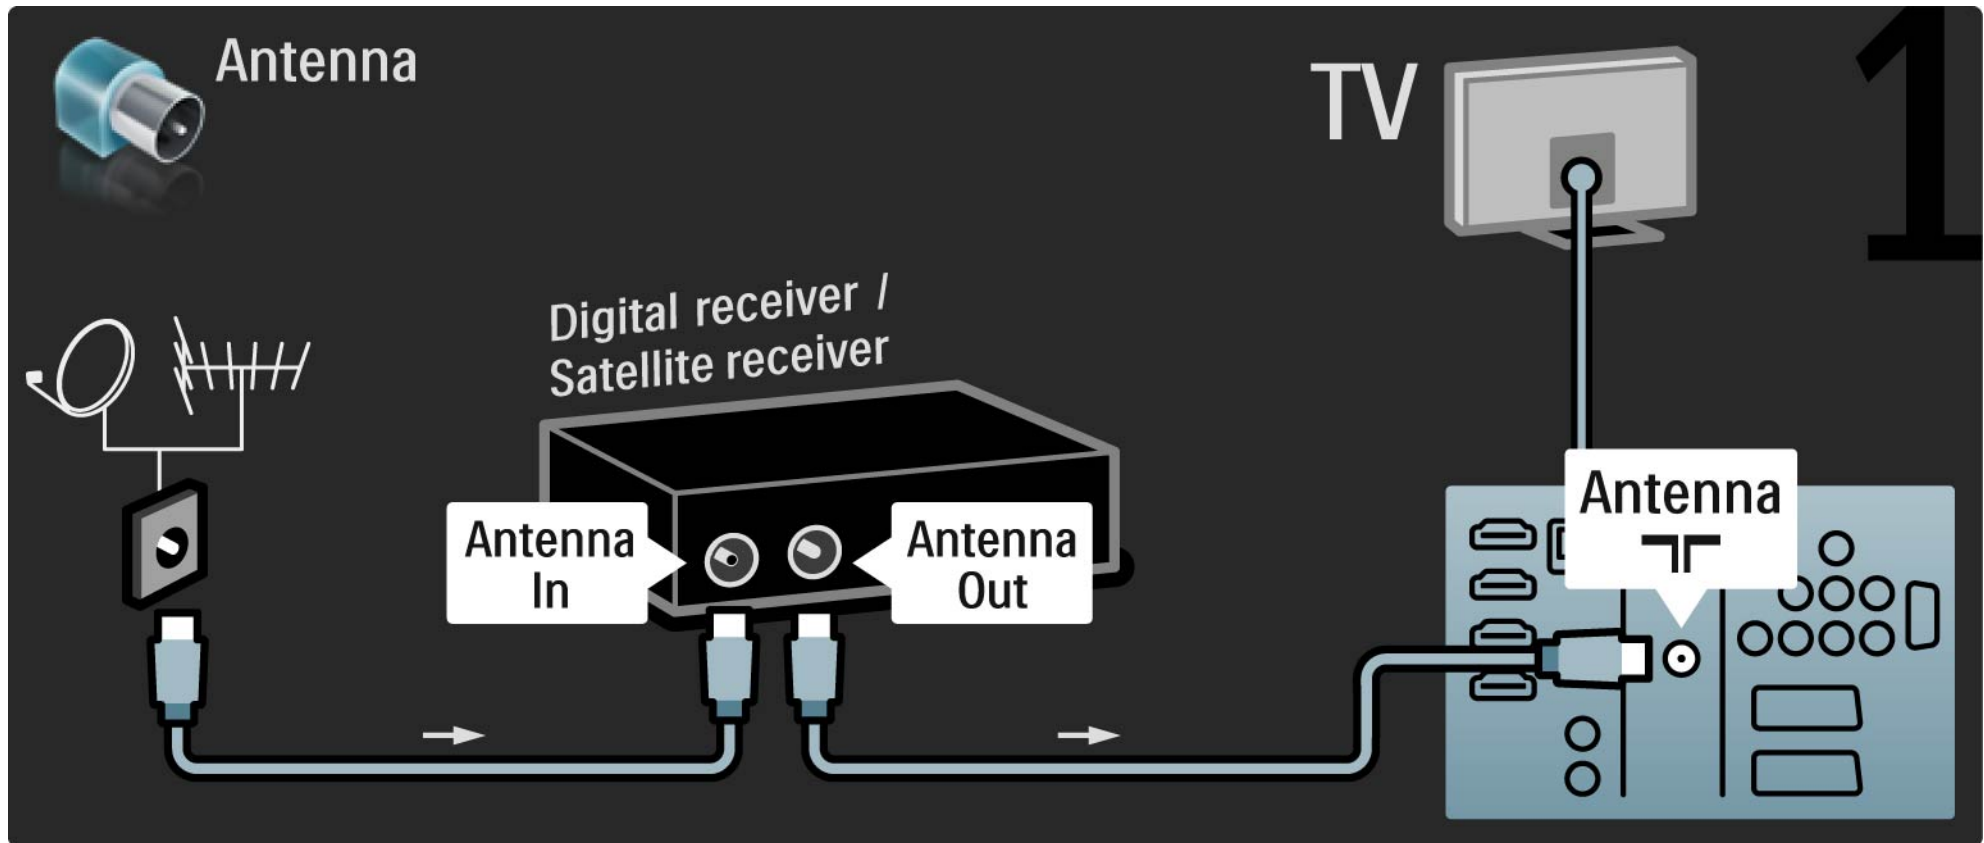 Antenna
TV
1
Digital receiver /
Satellite receiver
Antenna
In
Antenna
Out
Antenna